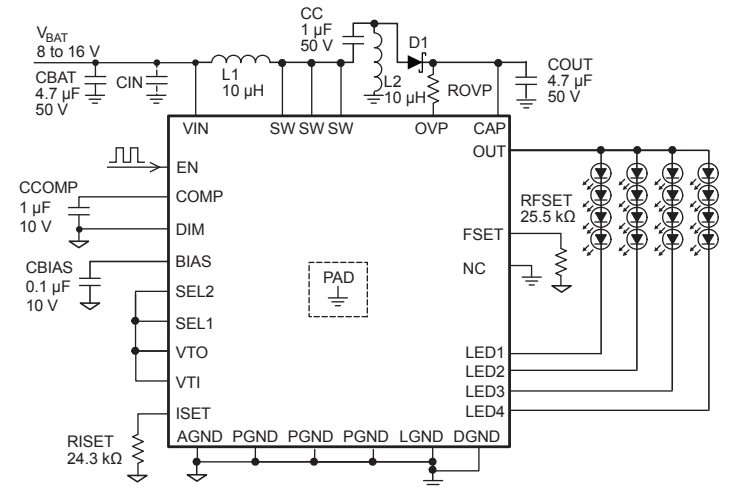 VBAT
8 to 16 V
CBAT
4.7 µF
50 V
CIN
L1
10 µH
CC
1 µF
50 V
L2
10 µH
D1
ROVP
COUT
4.7 µF
50 V
VIN
SW SW SW
OVP
CAP
OUT
EN
CCOMP
1 µF
10 V
COMP
DIM
CBIAS
0.1 µF
10 V
BIAS
SEL2
SEL1
VTO
VTI
ISET
RISET
24.3 kΩ
PAD
RFSET
25.5 kΩ
FSET
NC
LED1
LED2
LED3
LED4
AGND PGND PGND PGND LGND DGND